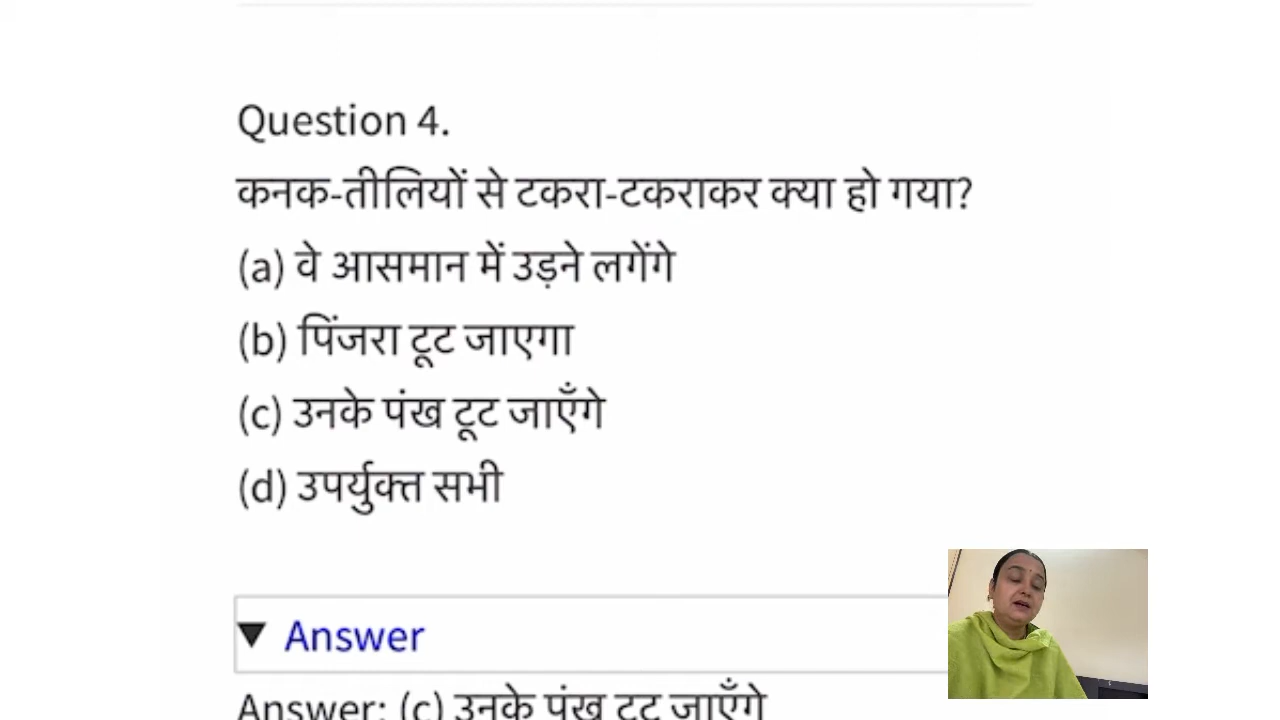 Question 4.
कनक-तीलियों से टकरा-टकराकर क्या हो गया?
(a) वे आसमान में उड़ने लगेंगे
(b) पिंजरा टूट जाएगा
(c) उनके पंख टूट जाएँगे
(d) उपर्युक्त सभी
▼ Answer
Answer: (c) उनके पंख टूट जाएँगे